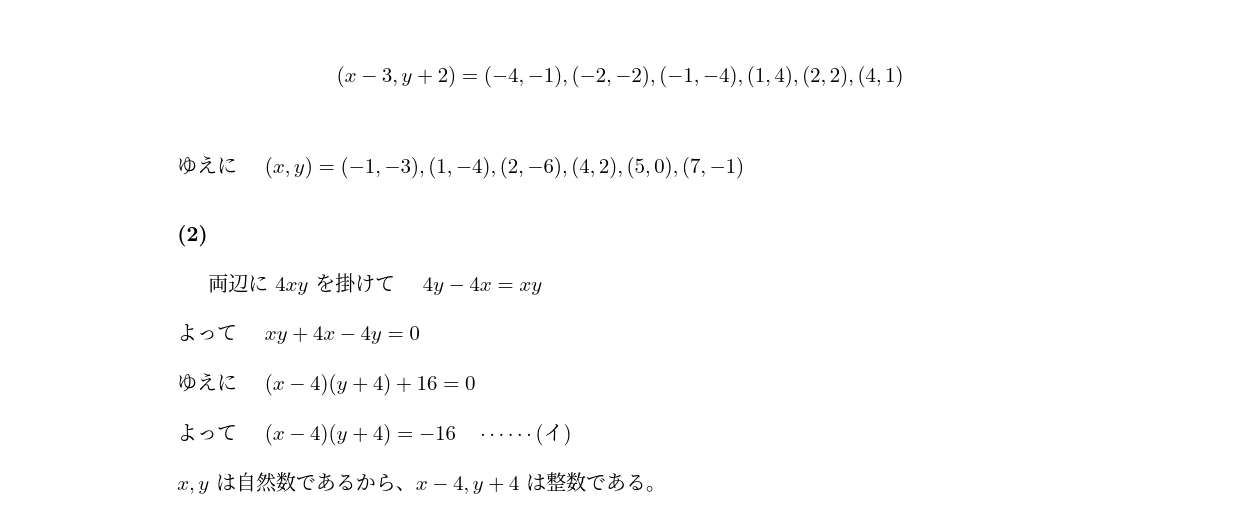 (x − 3, y + 2) = (−4, −1), (−2, −2), (−1, −4), (1, 4), (2, 2), (4, 1)
ゆえに (x, y) = (−1, −3), (1, −4), (2, −6), (4, 2), (5, 0), (7, −1)
(2)
両辺に 4xy を掛けて 4y − 4x = xy
よって xy + 4x − 4y = 0
ゆえに (x − 4)(y + 4) + 16 = 0
よって (x − 4)(y + 4) = −16 ······(イ)
x, y は自然数であるから、x − 4, y + 4 は整数である。